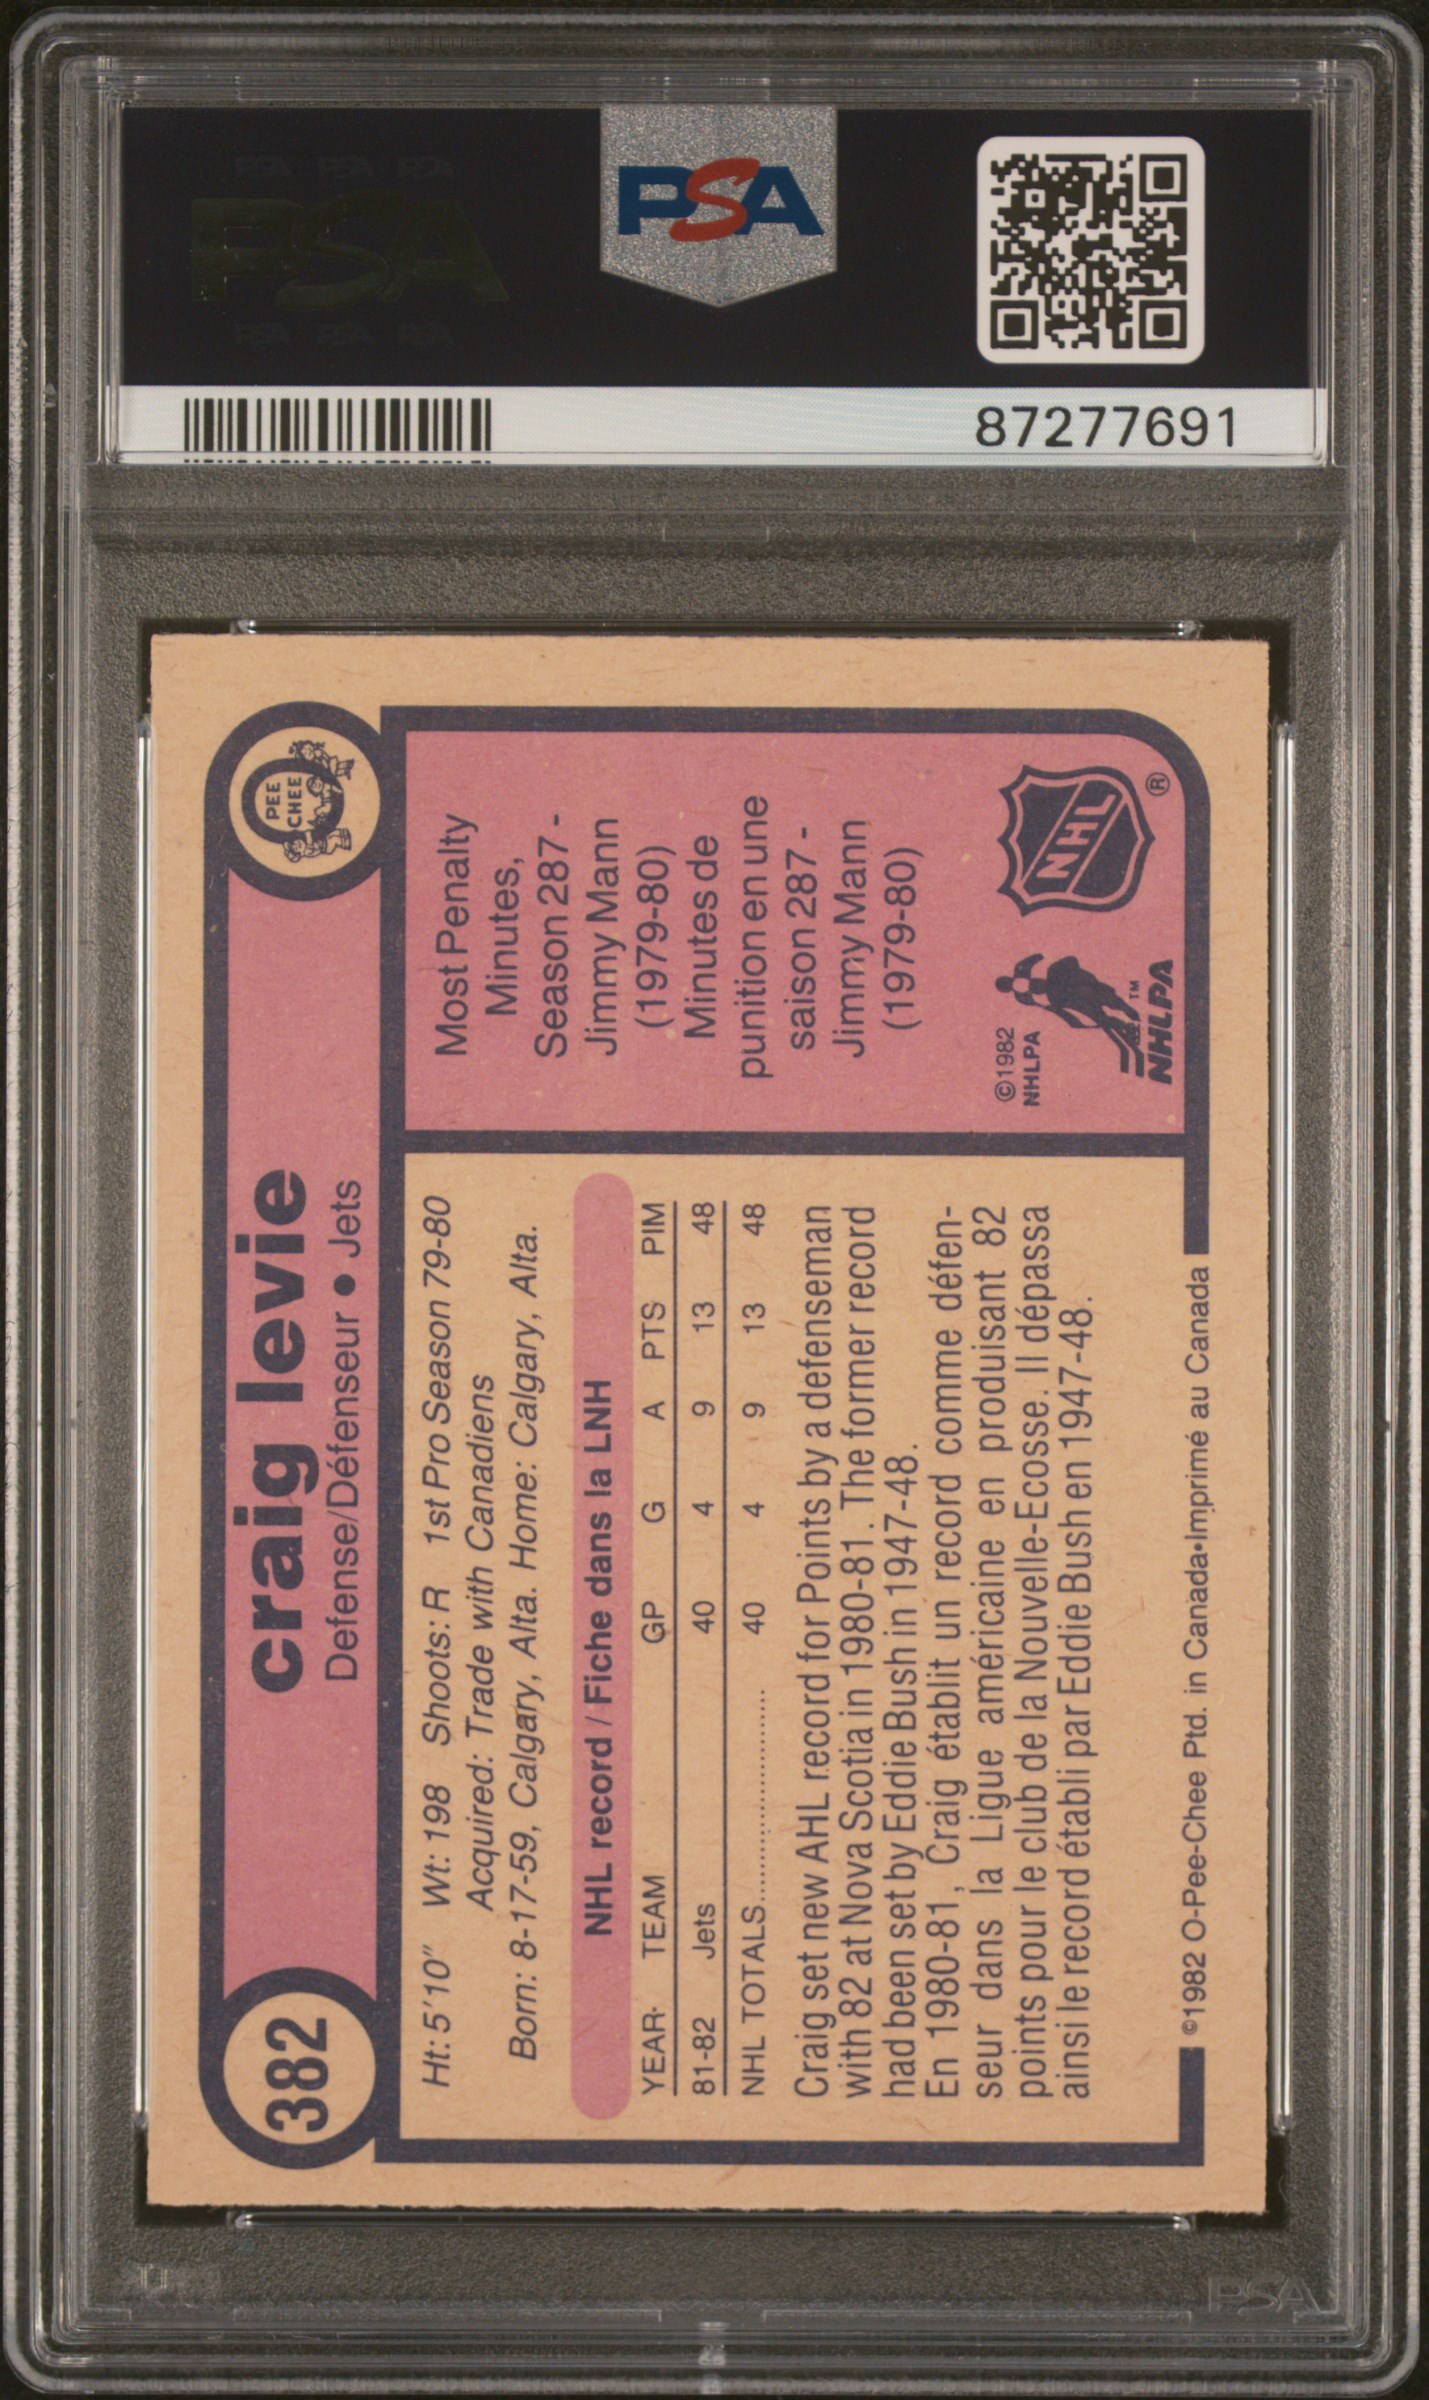 PSA PSA PSA
PSA
PSA PSA PSA
PSA
87277691
382
craig levie
Defense/Défenseur • Jets
O
PEE
CHEE
Ht: 5'10" Wt: 198 Shoots: R 1st Pro Season 79-80
Acquired: Trade with Canadiens
Born: 8-17-59, Calgary, Alta. Home: Calgary, Alta.
NHL record / Fiche dans la LNH
YEAR TEAM GP G A PTS PIM
81-82 Jets 40 4 9 13 48
NHL TOTALS.................... 40 4 9 13 48
Craig set new AHL record for Points by a defenseman
with 82 at Nova Scotia in 1980-81. The former record
had been set by Eddie Bush in 1947-48.
En 1980-81, Craig établit un record comme défen-
seur dans la Ligue américaine en produisant 82
points pour le club de la Nouvelle-Ecosse. Il dépassa
ainsi le record établi par Eddie Bush en 1947-48.
Most Penalty
Minutes,
Season 287 -
Jimmy Mann
(1979-80)
Minutes de
punition en une
saison 287 -
Jimmy Mann
(1979-80)
©1982
NHLPA
NHLPA™
NHL®
©1982 O-Pee-Chee Ptd. in Canada•Imprimé au Canada
PSA